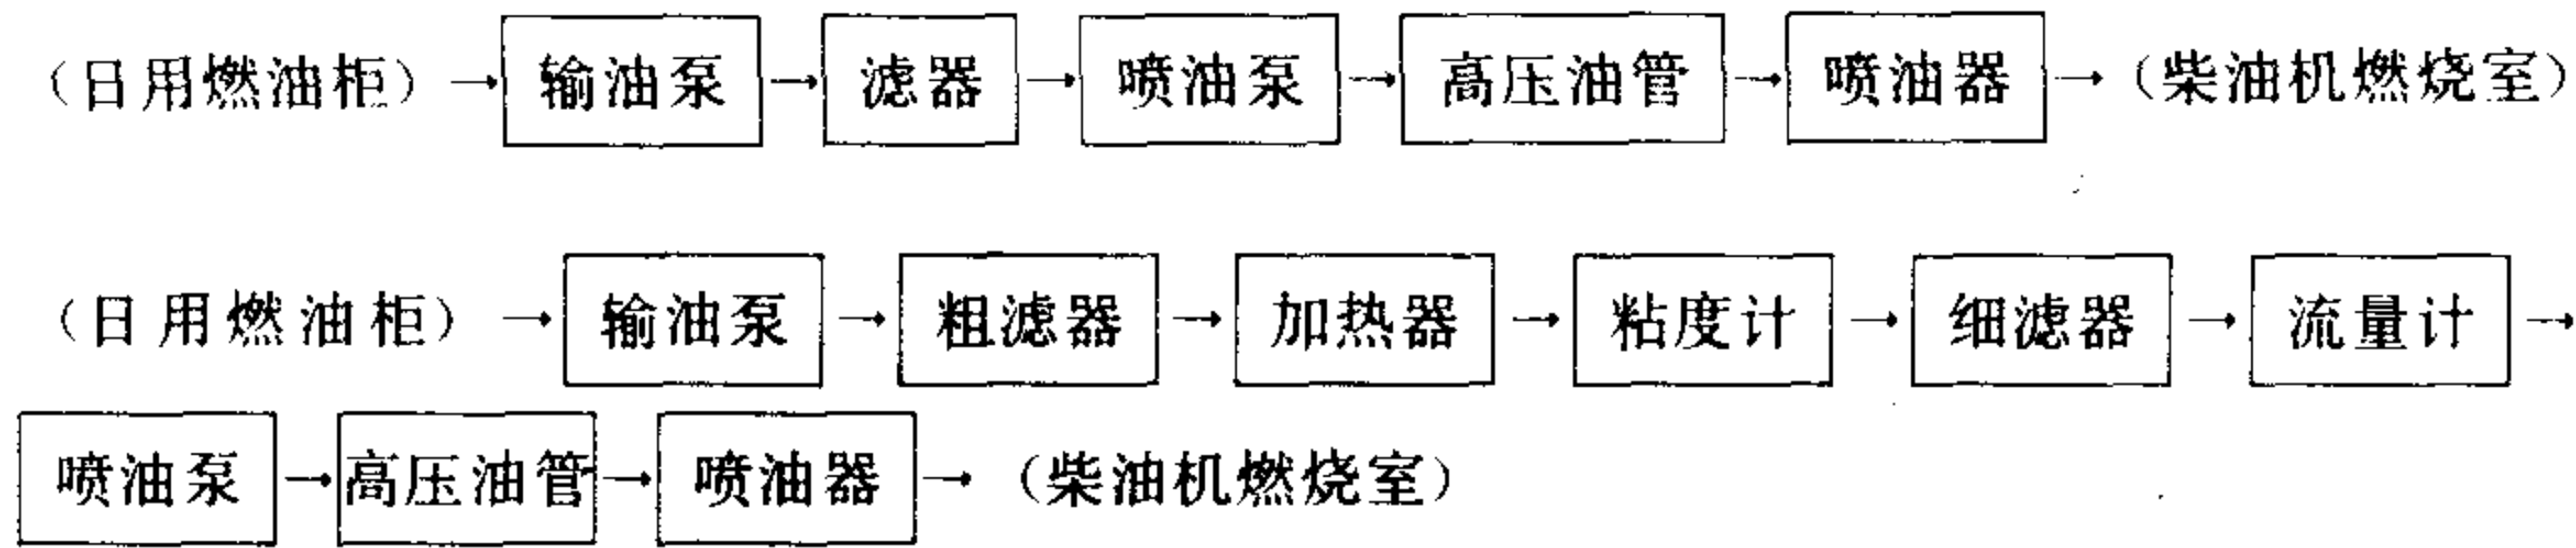 （日用燃油柜）→输油泵→滤器→喷油泵→高压油管→喷油器→（柴油机燃烧室）
（日用燃油柜）→输油泵→粗滤器→加热器→粘度计→细滤器→流量计→
喷油泵→高压油管→喷油器→（柴油机燃烧室）